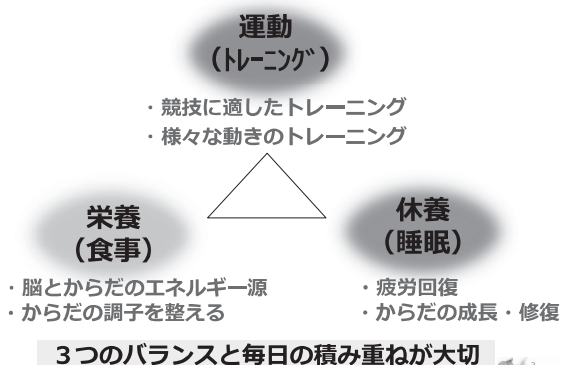 運動
(トレーニング)
・競技に適したトレーニング
・様々な動きのトレーニング
栄養
(食事)
・脳とからだのエネルギー源
・からだの調子を整える
休養
(睡眠)
・疲労回復
・からだの成長・修復
3つのバランスと毎日の積み重ねが大切